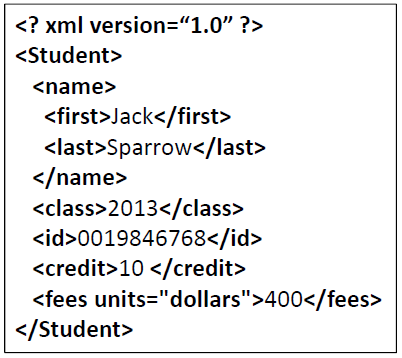 <? xml version=“1.0” ?>
<Student>
<name>
<first>Jack</first>
<last>Sparrow</last>
</name>
<class>2013</class>
<id>0019846768</id>
<credit>10 </credit>
<fees units="dollars">400</fees>
</Student>